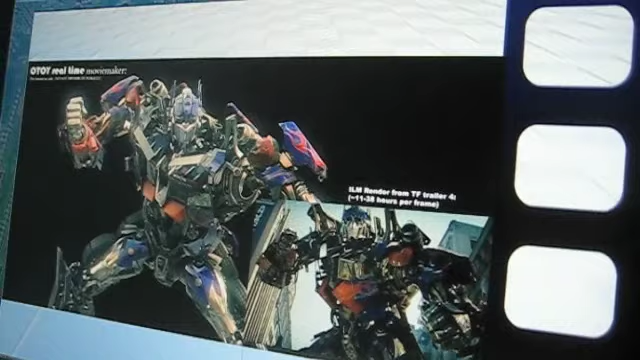 OTOY real time moviemaker:
ILM Render from TF trailer 4:
(~11-38 hours per frame)